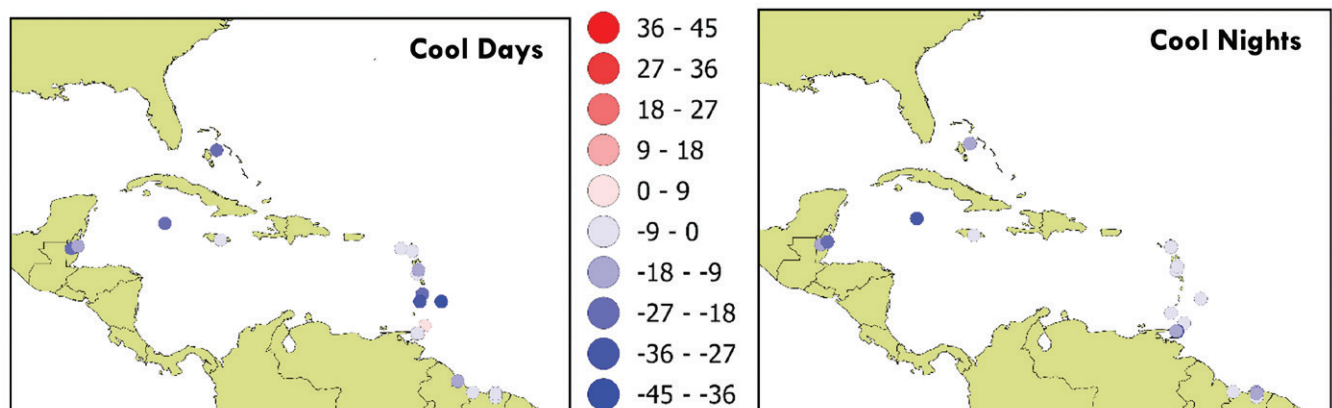 Cool Days
36 - 45
27 - 36
18 - 27
9 - 18
0 - 9
-9 - 0
-18 - -9
-27 - -18
-36 - -27
-45 - -36
Cool Nights